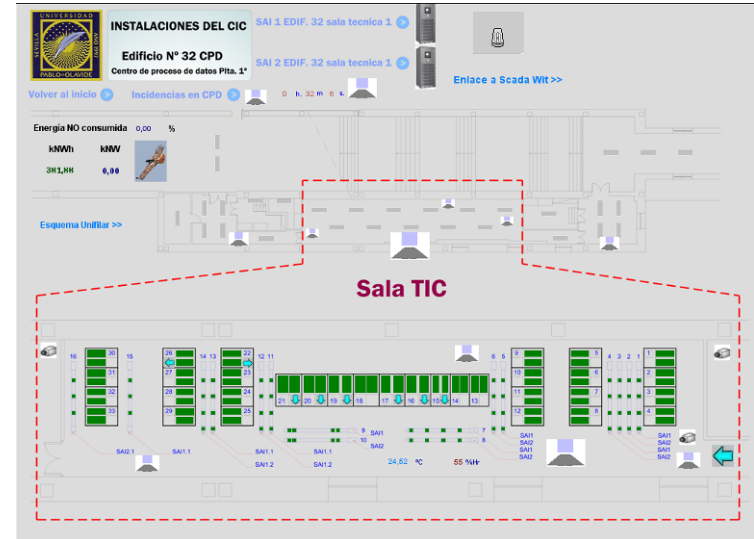 UNIVERSIDAD
SEVILLA
PABLO·OLAVIDE
INSTALACIONES DEL CIC
Edificio Nº 32 CPD
Centro de proceso de datos Plta. 1ª
SAI 1 EDIF. 32 sala tecnica 1 >
SAI 2 EDIF. 32 sala tecnica 1 >
Enlace a Scada Wit >>
Volver al inicio >
Incidencias en CPD >
0 h. 32 m 6 s.
Energía NO consumida 0,00 %
kNWh kNW
0,00
Esquema Unifilar >>
Sala TIC
16 30 15 26 14 13 22 12 11 6 5 9 5 4 3 2 1 1
31 27 23 10 6 2
32 28 24 11 7 3
33 29 25 12 8 4
21 20 19 18 17 16 15 14 13
9 SAI1 7
10 SAI2 8
SAI1 SAI1
SAI2 SAI2
SAI1 SAI1
SAI2 SAI2
SAI2.1 SAI1.1 SAI1.1 SAI1.1
SAI1.2 SAI1.2
24,52 ºC 55 %Hr